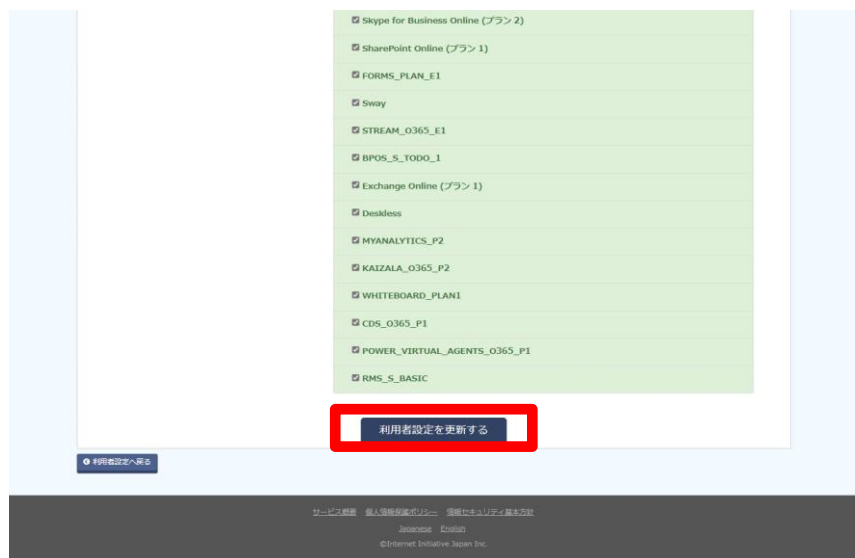 Skype for Business Online (プラン 2)
SharePoint Online (プラン 1)
FORMS_PLAN_E1
Sway
STREAM_O365_E1
BPOS_S_TODO_1
Exchange Online (プラン 1)
Deskless
MYANALYTICS_P2
KAIZALA_O365_P2
WHITEBOARD_PLAN1
CDS_O365_P1
POWER_VIRTUAL_AGENTS_O365_P1
RMS_S_BASIC
利用者設定を更新する
利用者設定へ戻る
サービス概要 個人情報保護ポリシー 情報セキュリティ基本方針
Japanese English
©Internet Initiative Japan Inc.